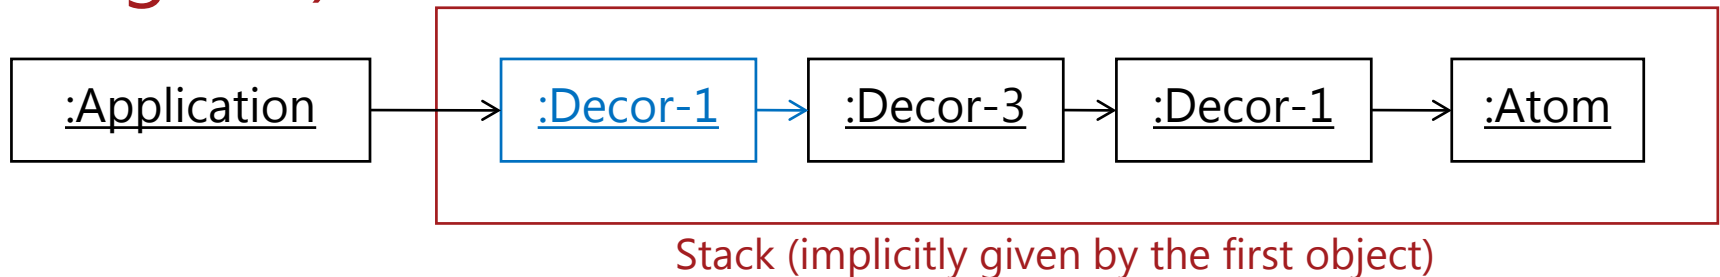 :Application :Decor-1 :Decor-3 :Decor-1 :Atom
Stack (implicitly given by the first object)